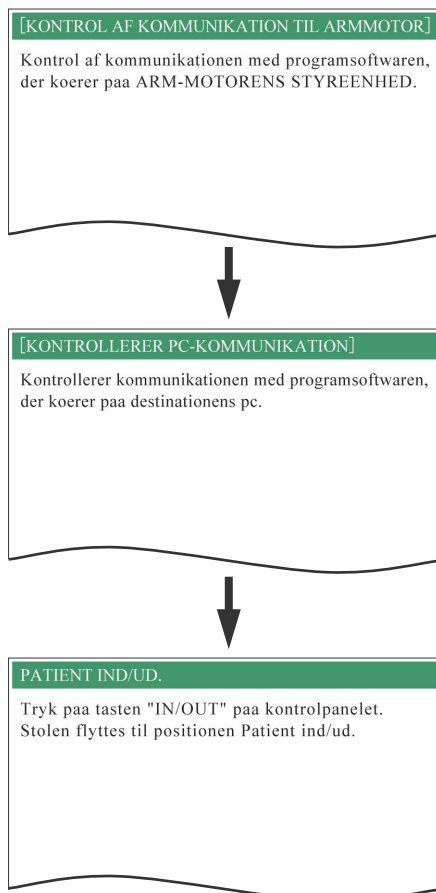 [KONTROL AF KOMMUNIKATION TIL ARMMOTOR]
Kontrol af kommunikationen med programsoftwaren,
der koerer paa ARM-MOTORENS STYREENHED.
[KONTROLLERER PC-KOMMUNIKATION]
Kontrollerer kommunikationen med programsoftwaren,
der koerer paa destinationens pc.
PATIENT IND/UD.
Tryk paa tasten "IN/OUT" paa kontrolpanelet.
Stolen flyttes til positionen Patient ind/ud.